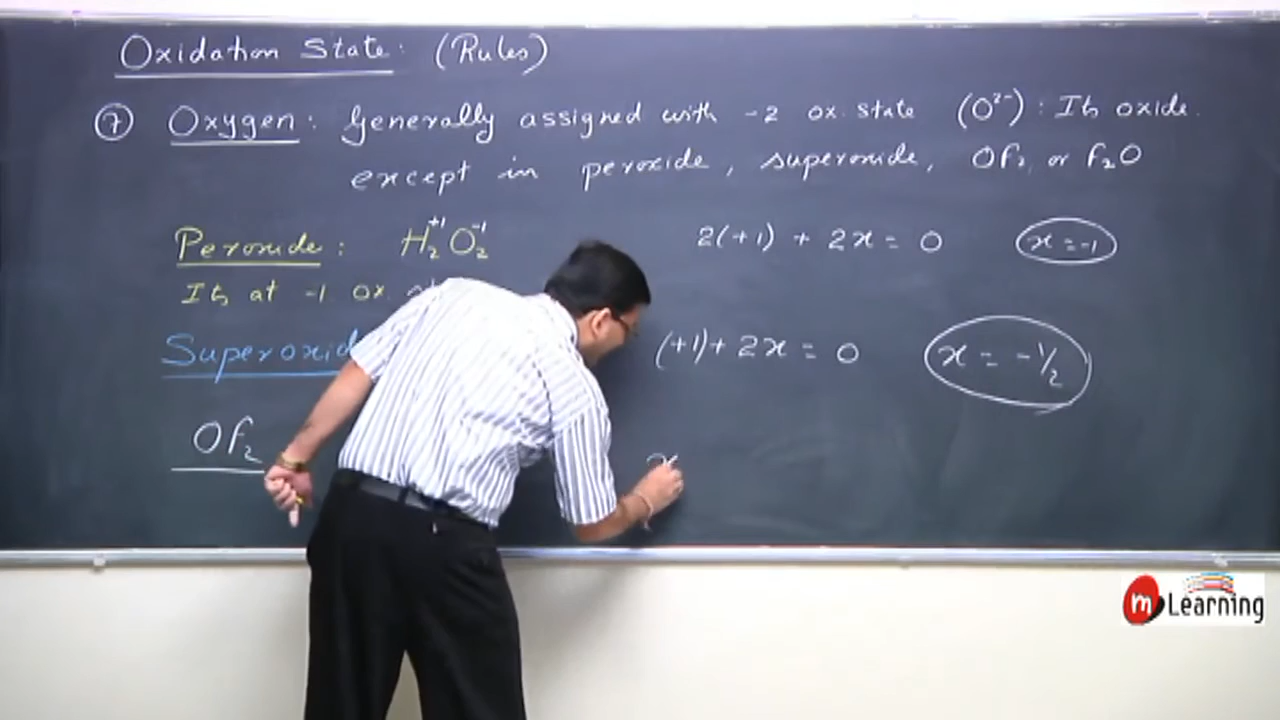 Oxidation State: (Rules)
⑦ Oxygen: Generally assigned with -2 ox. state (O²⁻): Its oxide.
except in peroxide, superoxide, OF₂ or F₂O
Peroxide: H₂⁺¹O₂⁻¹ 2(+1) + 2x = 0 x = -1
Its at -1 ox.
Superoxid (+1) + 2x = 0 x = -1/2
OF₂ x
m Learning